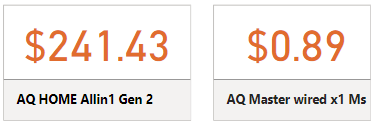 $241.43
AQ HOME Allin1 Gen 2
$0.89
AQ Master wired x1 Ms